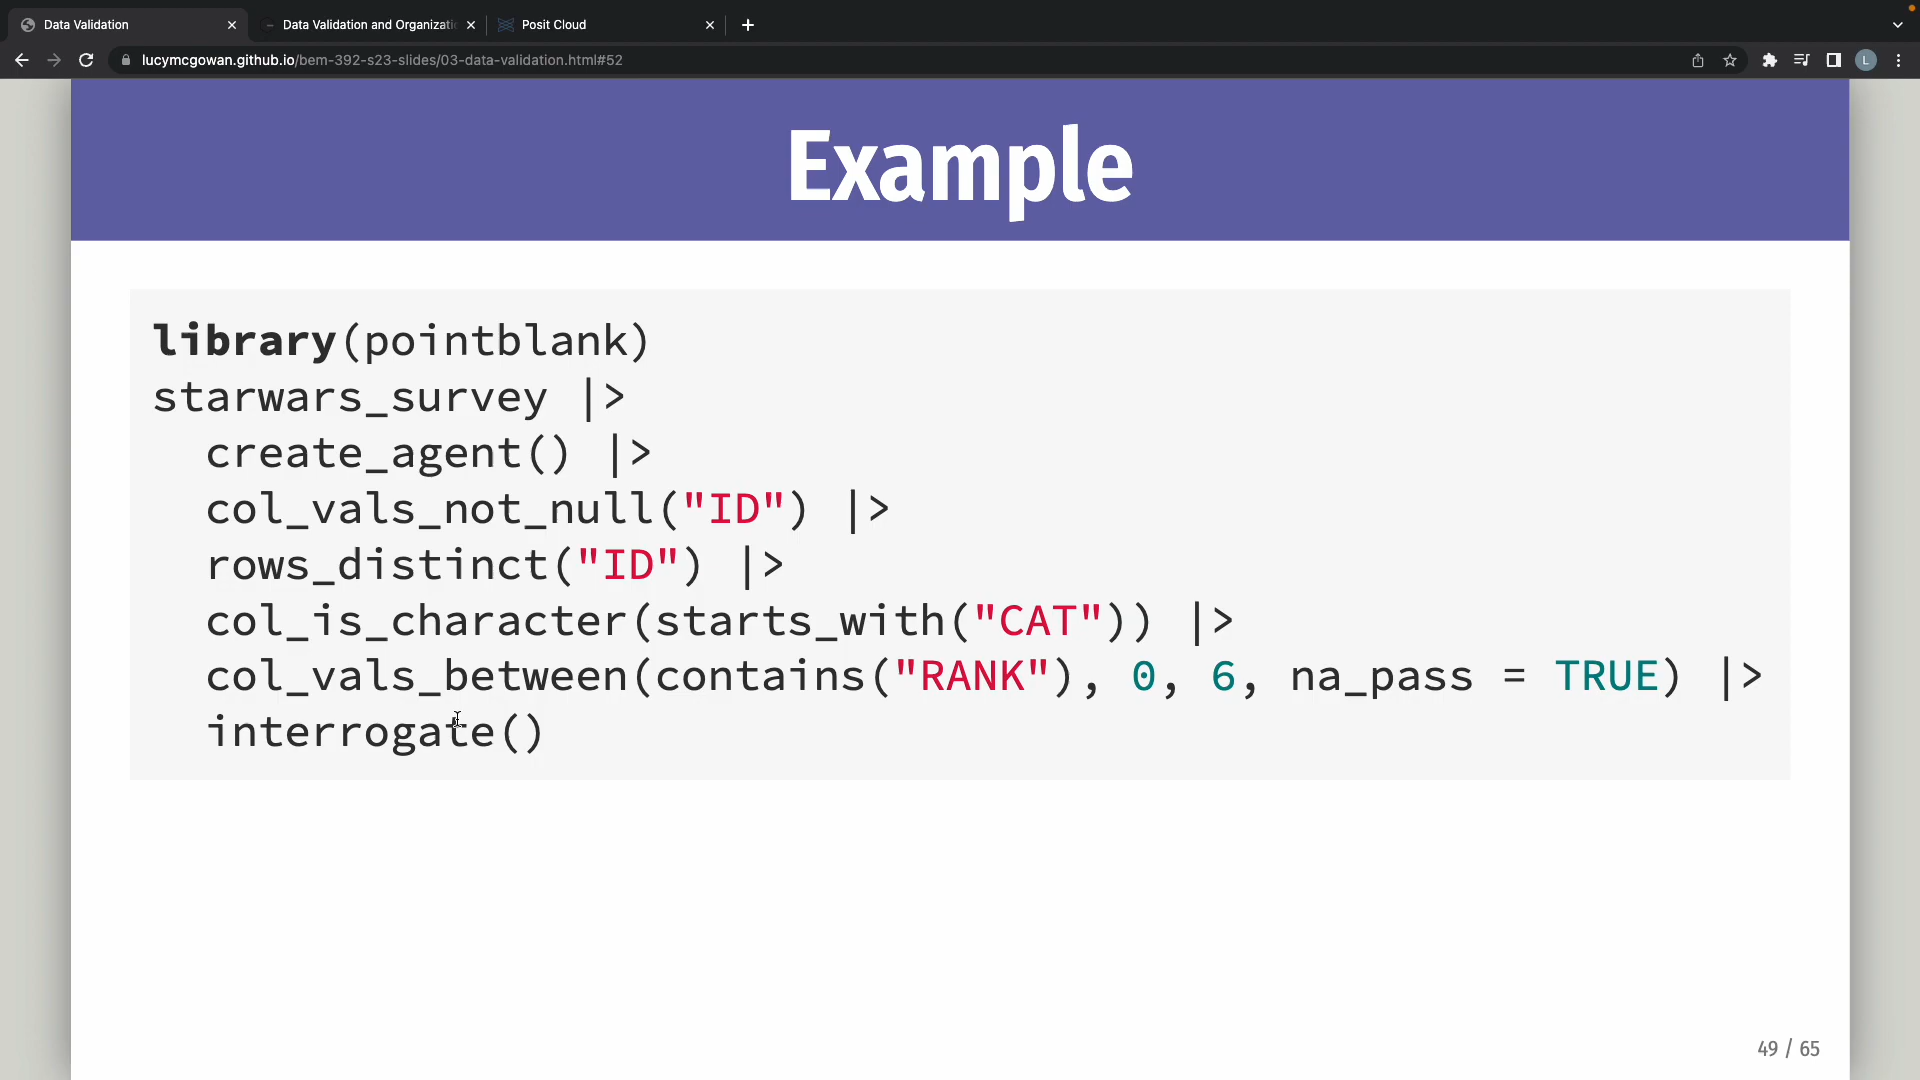 Data Validation
Data Validation and Organizati
Posit Cloud
lucymcgowan.github.io/bem-392-s23-slides/03-data-validation.html#52
L
Example
library(pointblank)
starwars_survey |>
  create_agent() |>
  col_vals_not_null("ID") |>
  rows_distinct("ID") |>
  col_is_character(starts_with("CAT")) |>
  col_vals_between(contains("RANK"), 0, 6, na_pass = TRUE) |>
  interrogate()
49 / 65